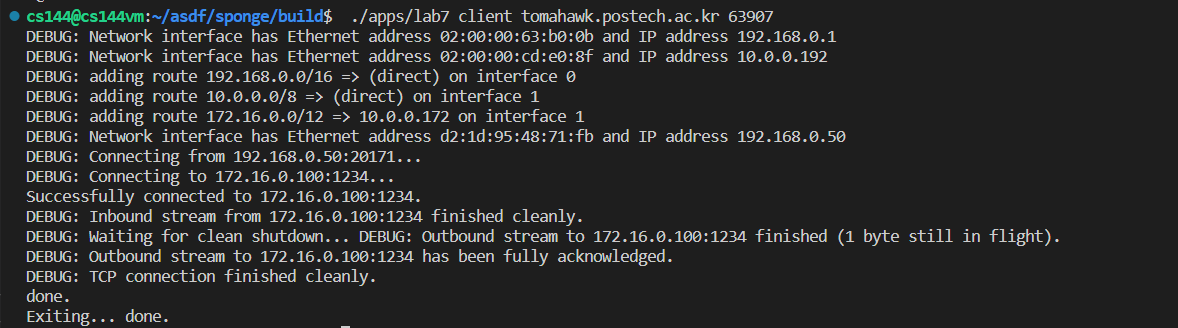 cs144@cs144vm:~/asdf/sponge/build$ ./apps/lab7 client tomahawk.postech.ac.kr 63907
DEBUG: Network interface has Ethernet address 02:00:00:63:b0:0b and IP address 192.168.0.1
DEBUG: Network interface has Ethernet address 02:00:00:cd:e0:8f and IP address 10.0.0.192
DEBUG: adding route 192.168.0.0/16 => (direct) on interface 0
DEBUG: adding route 10.0.0.0/8 => (direct) on interface 1
DEBUG: adding route 172.16.0.0/12 => 10.0.0.172 on interface 1
DEBUG: Network interface has Ethernet address d2:1d:95:48:71:fb and IP address 192.168.0.50
DEBUG: Connecting from 192.168.0.50:20171...
DEBUG: Connecting to 172.16.0.100:1234...
Successfully connected to 172.16.0.100:1234.
DEBUG: Inbound stream from 172.16.0.100:1234 finished cleanly.
DEBUG: Waiting for clean shutdown... DEBUG: Outbound stream to 172.16.0.100:1234 finished (1 byte still in flight).
DEBUG: Outbound stream to 172.16.0.100:1234 has been fully acknowledged.
DEBUG: TCP connection finished cleanly.
done.
Exiting... done.